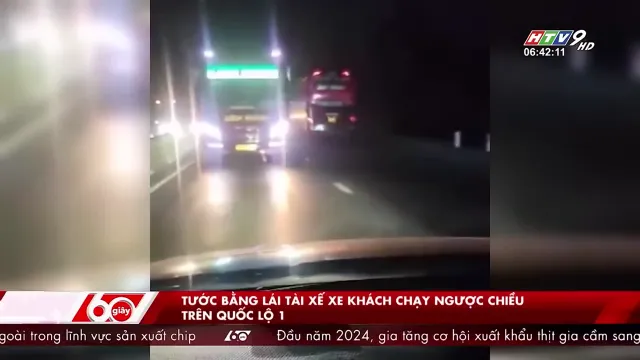 HTV9 HD
06:42:11
60 giây
TƯỚC BẰNG LÁI TÀI XẾ XE KHÁCH CHẠY NGƯỢC CHIỀU
TRÊN QUỐC LỘ 1
goài trong lĩnh vực sản xuất chip 60 Đầu năm 2024, gia tăng cơ hội xuất khẩu thịt gia cầm sang